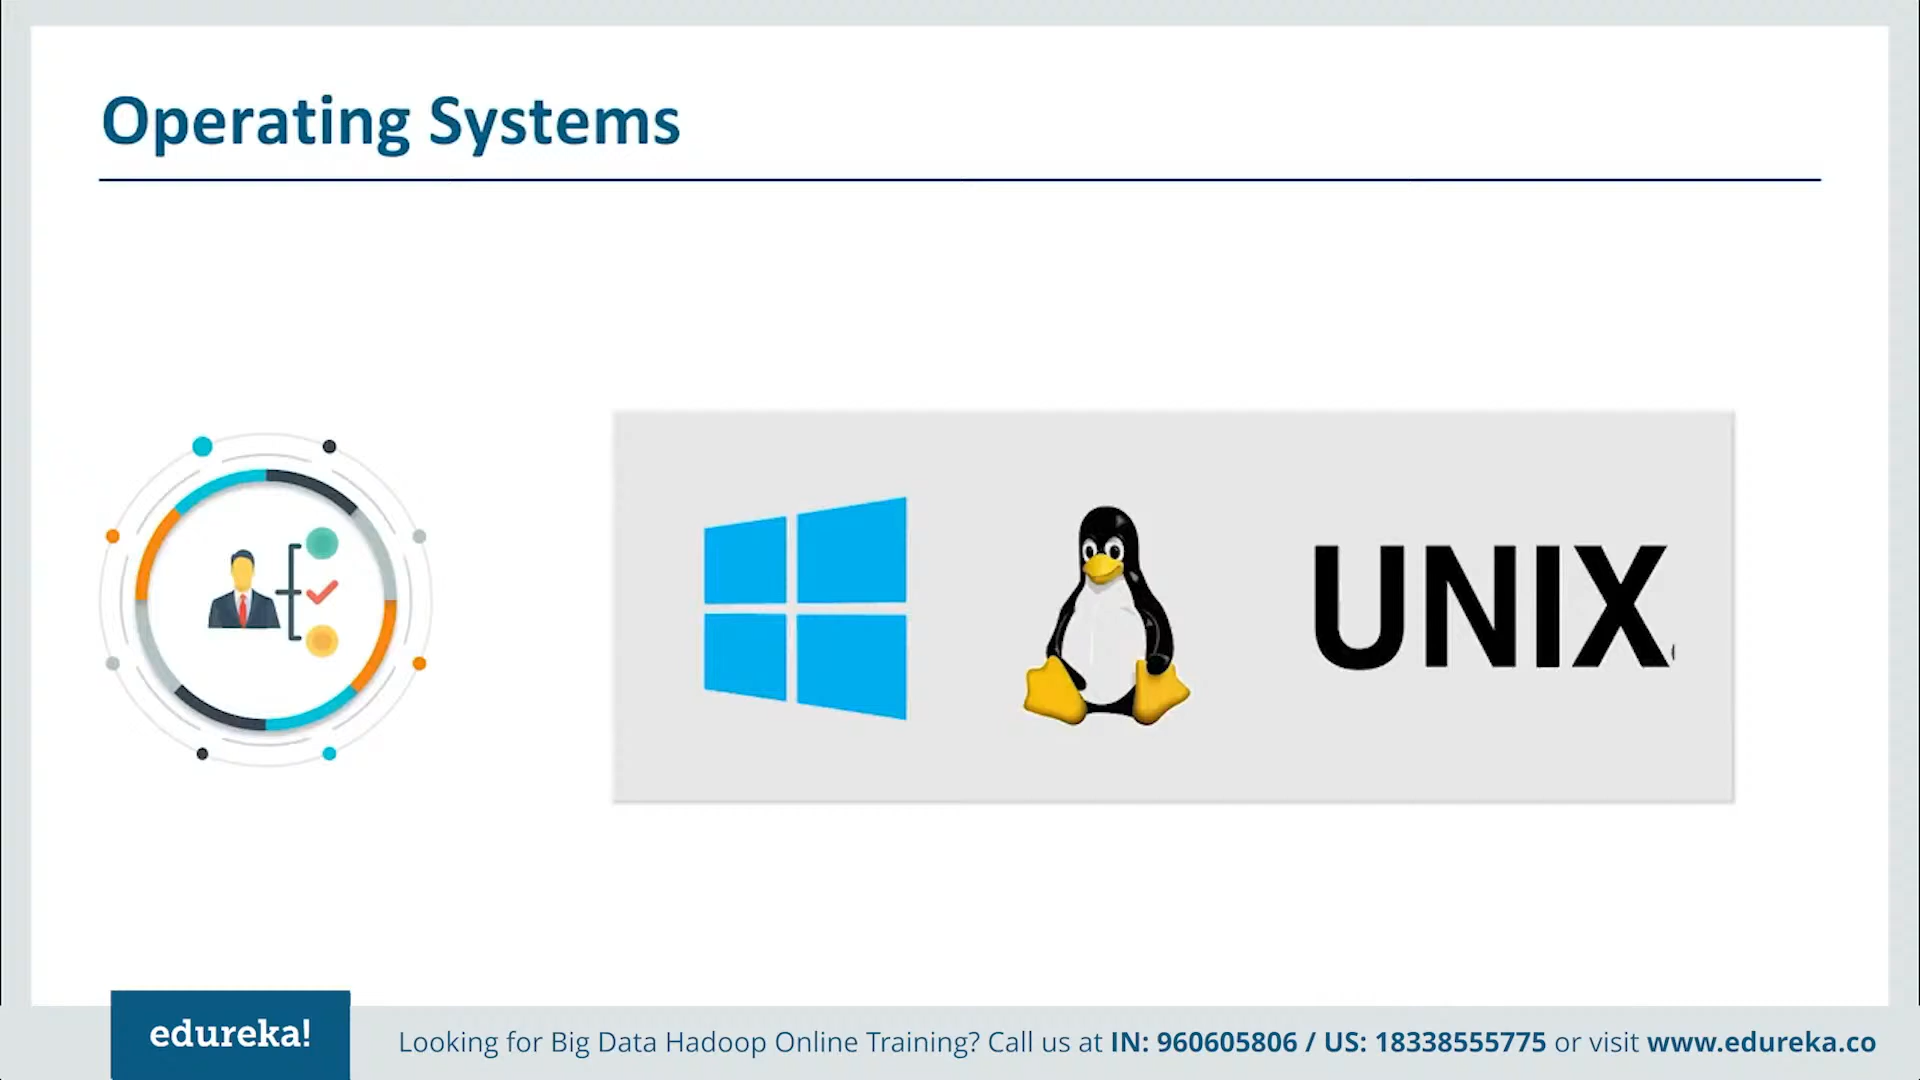 Operating Systems
UNIX
edureka!
Looking for Big Data Hadoop Online Training? Call us at IN: 960605806 / US: 18338555775 or visit www.edureka.co